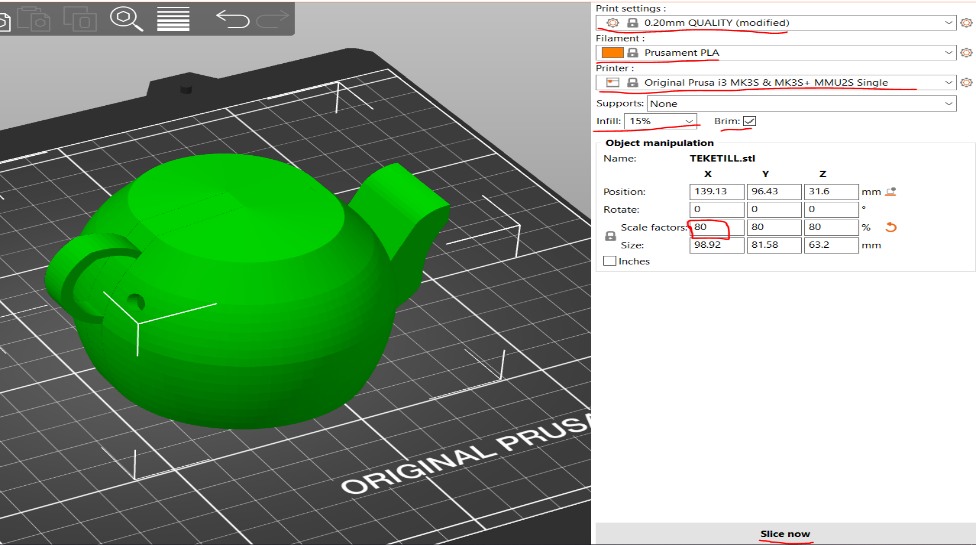 Print settings :
0.20mm QUALITY (modified)
Filament :
Prusament PLA
Printer :
Original Prusa i3 MK3S & MK3S+ MMU2S Single
Supports: None
Infill: 15% Brim:
Object manipulation
Name: TEKETILL.stl
X Y Z
Position: 139.13 96.43 31.6 mm
Rotate: 0 0 0 °
Scale factors: 80 80 80 %
Size: 98.92 81.58 63.2 mm
Inches
ORIGINAL PRUSA
Slice now